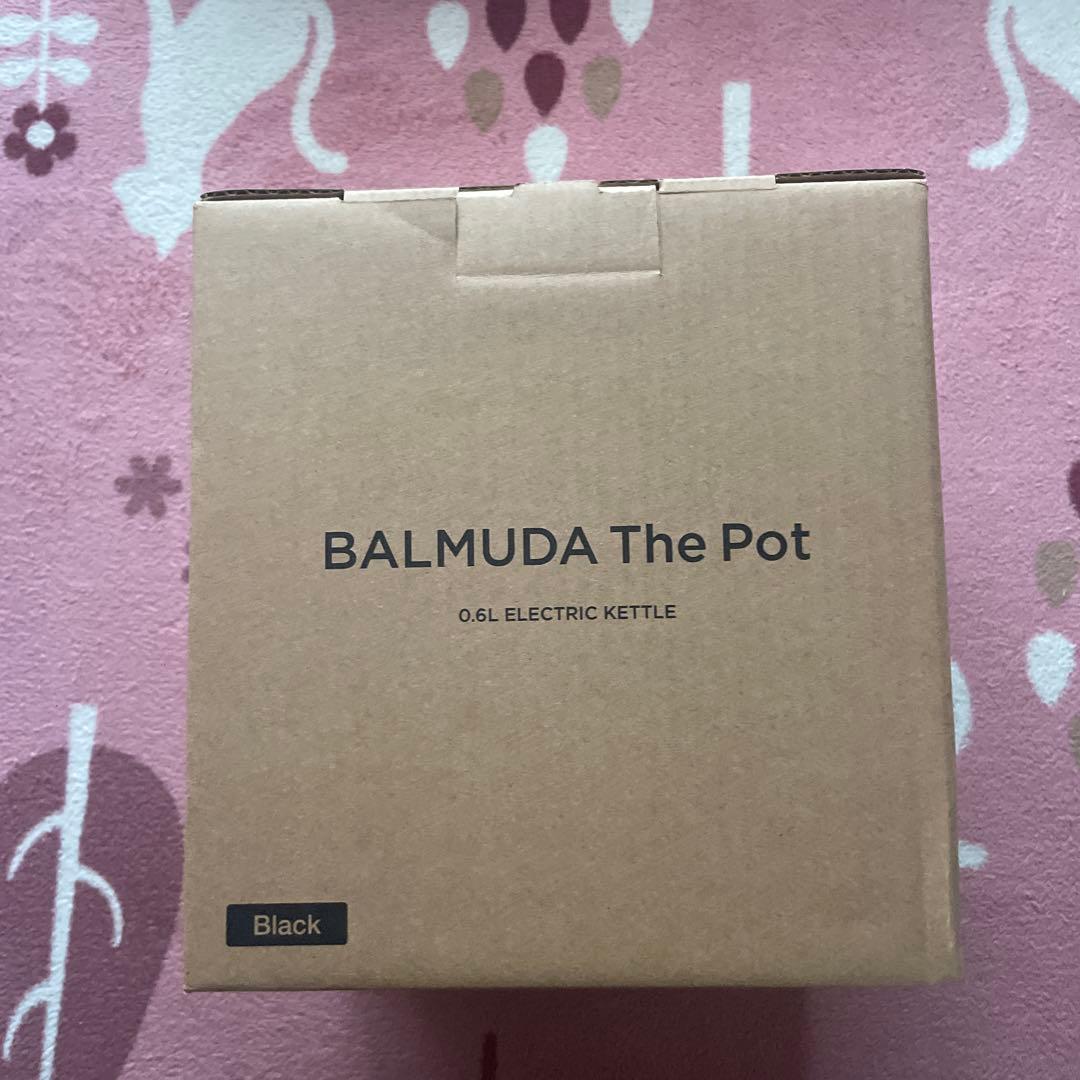 BALMUDA The Pot
0.6L ELECTRIC KETTLE
Black